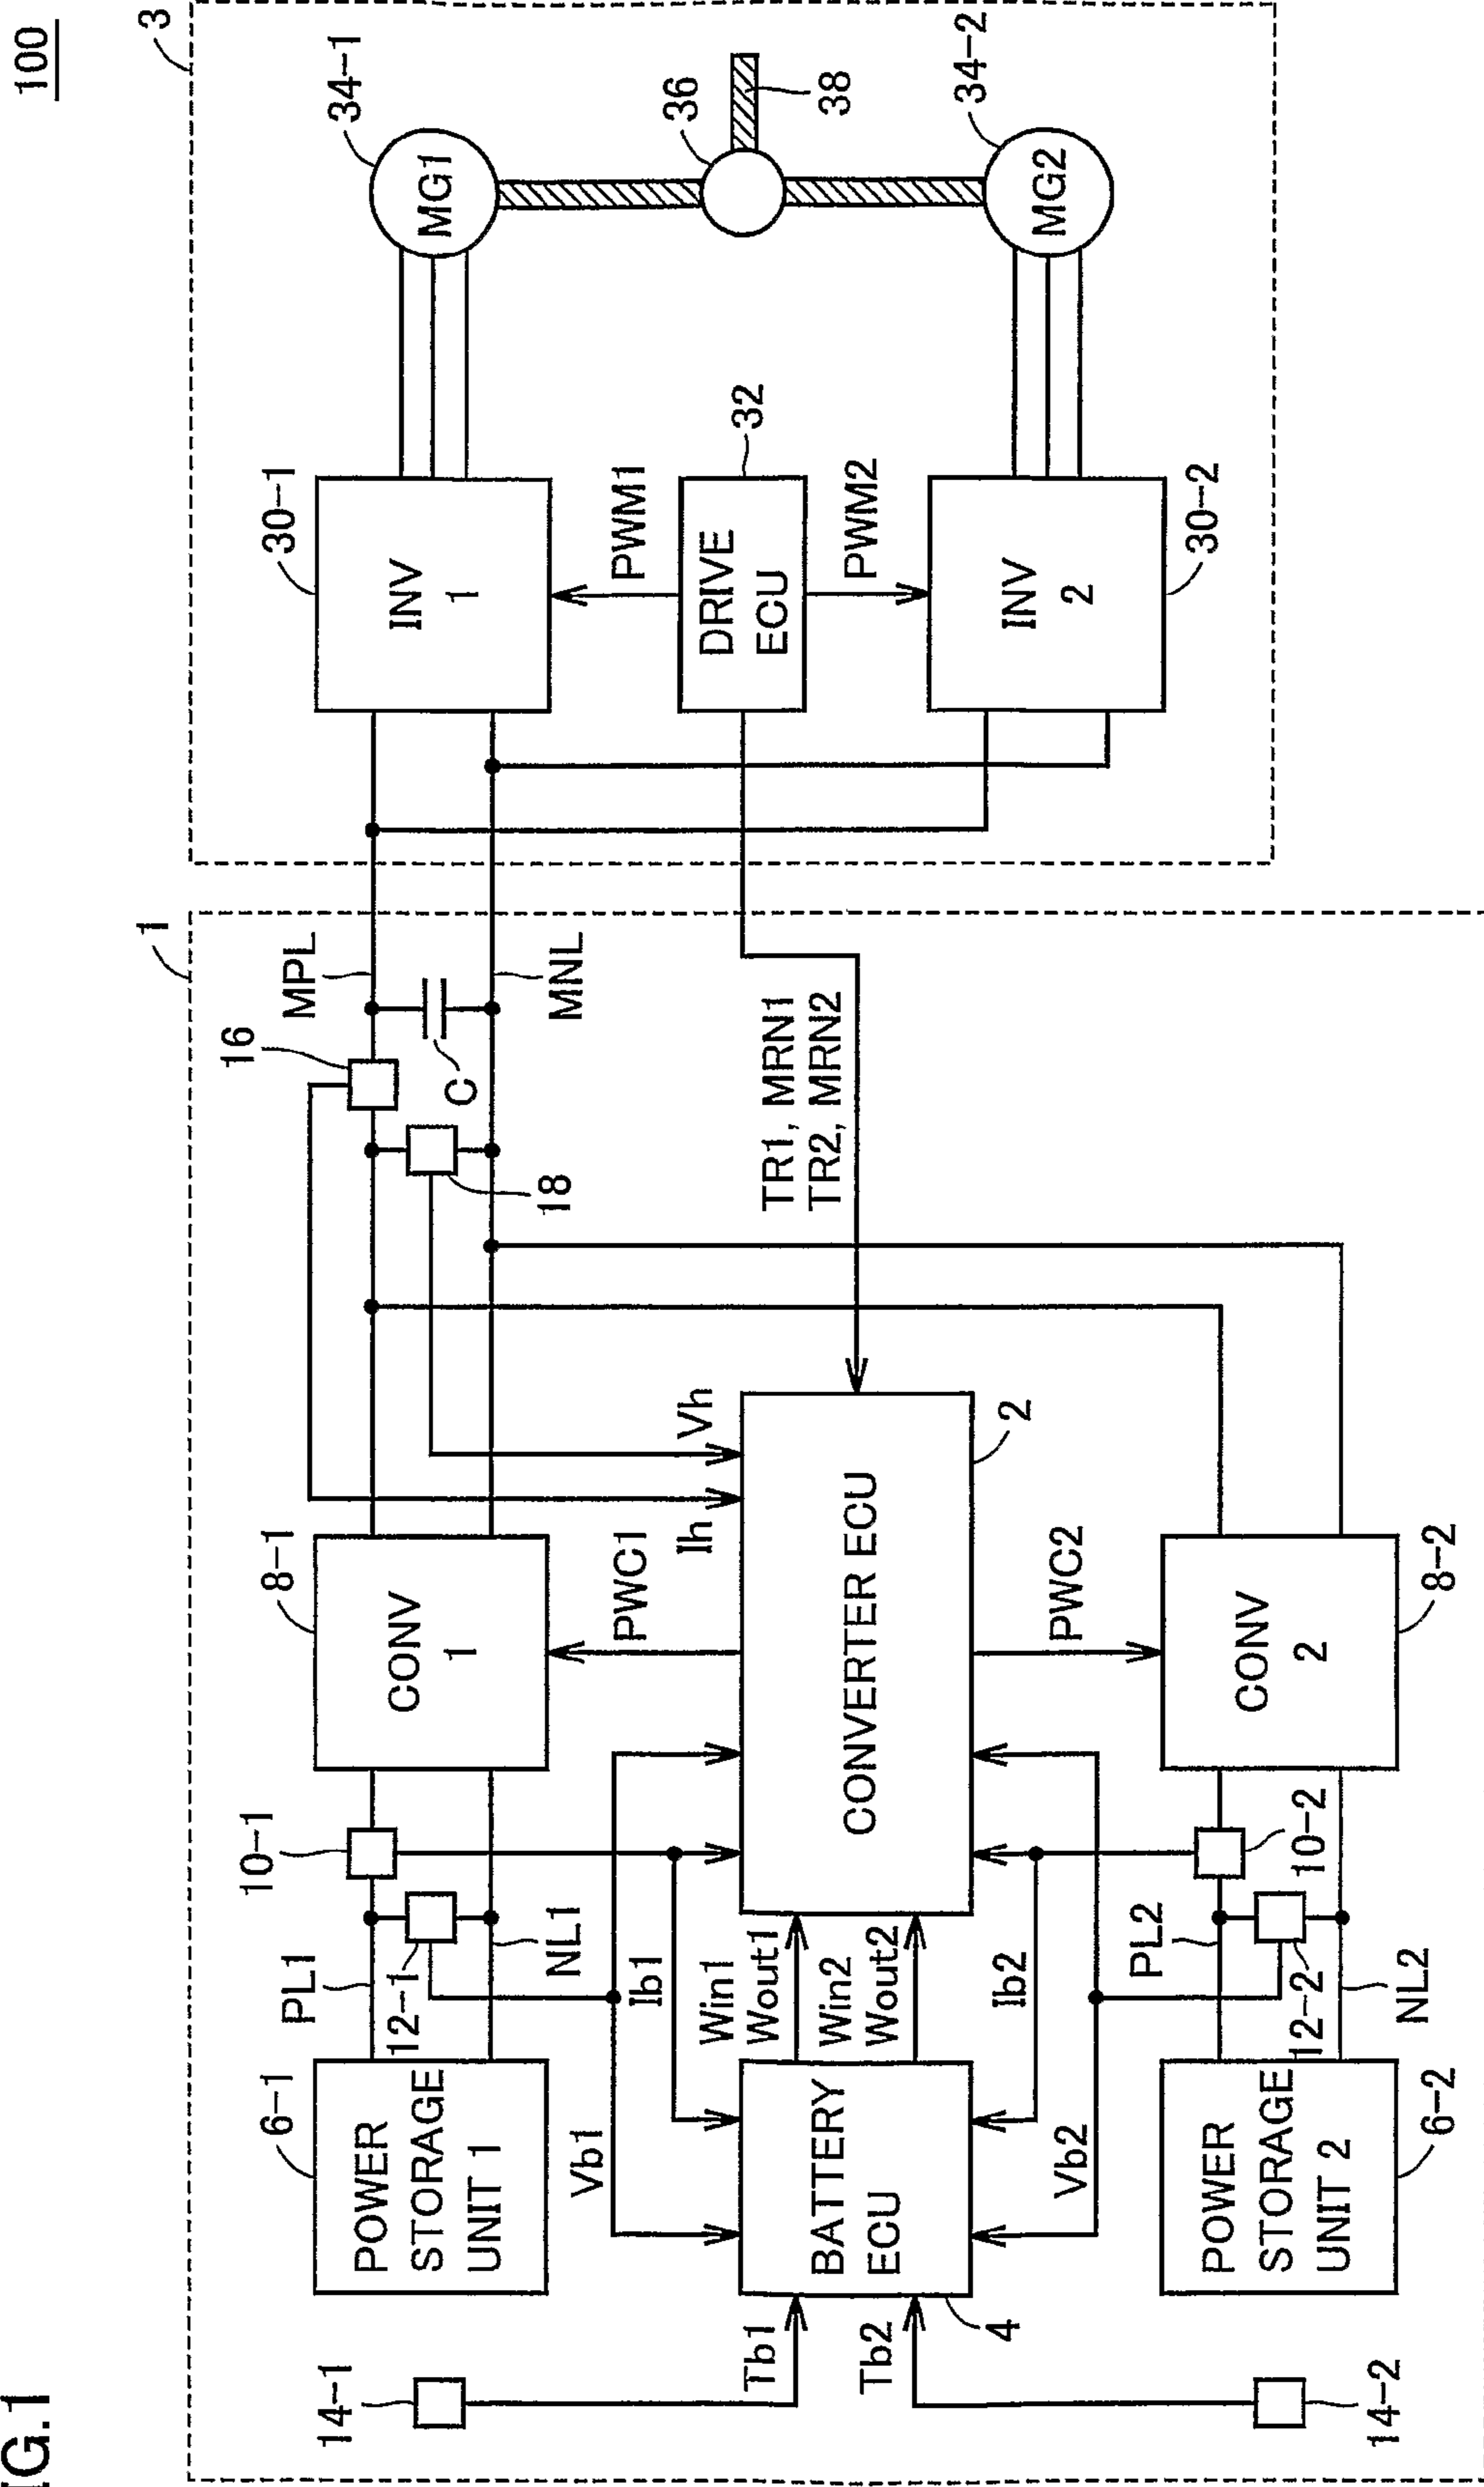 FIG.1
100
1
3
6-1
POWER
STORAGE
UNIT 1
PL1
NL1
10-1
12-1
8-1
CONV
1
16
MPL
MNL
C
18
30-1
INV
1
34-1
MG1
Vb1
Ib1
PWC1
Ih
Vh
PWM1
36
38
14-1
Tb1
Tb2
14-2
BATTERY
ECU
4
Win1
Wout1
Win2
Wout2
CONVERTER ECU
2
TR1, MRN1
TR2, MRN2
DRIVE
ECU
32
Vb2
Ib2
PWC2
PWM2
POWER
STORAGE
UNIT 2
6-2
PL2
NL2
10-2
12-2
CONV
2
8-2
INV
2
30-2
MG2
34-2